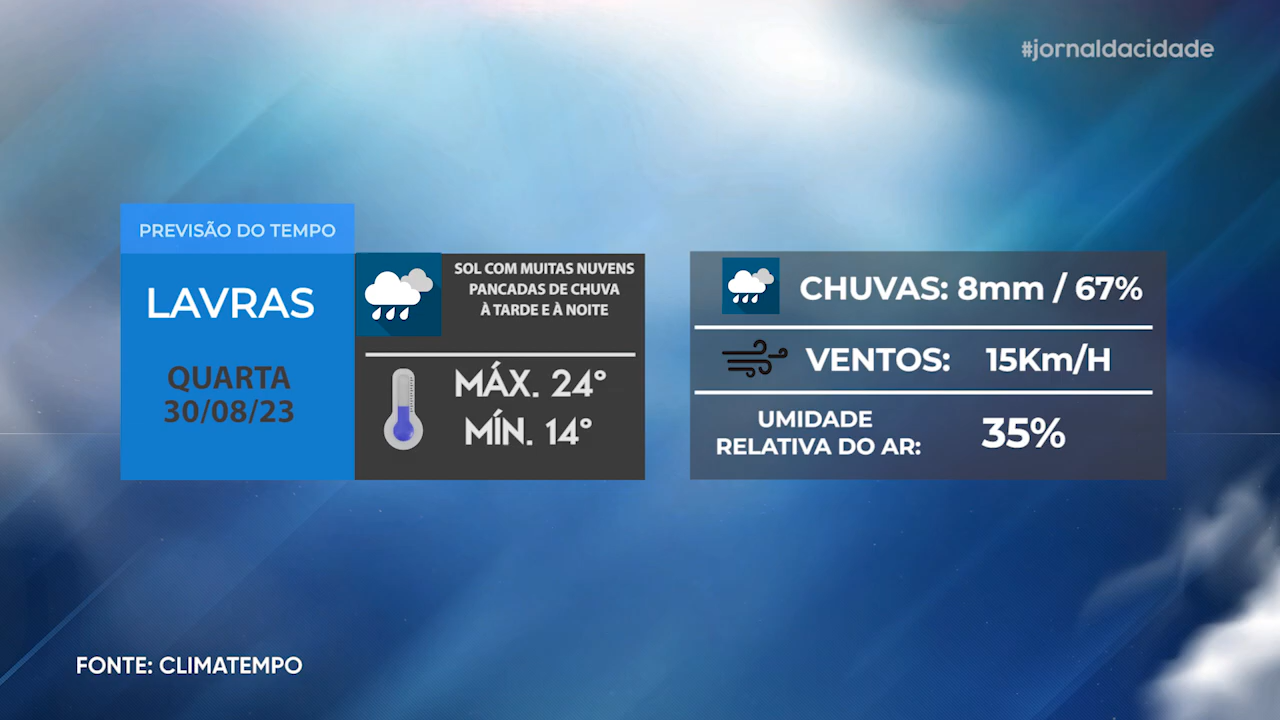 #jornaldacidade
PREVISÃO DO TEMPO
LAVRAS
QUARTA
30/08/23
SOL COM MUITAS NUVENS
PANCADAS DE CHUVA
À TARDE E À NOITE
MÁX. 24°
MÍN. 14°
CHUVAS: 8mm / 67%
VENTOS: 15Km/H
UMIDADE
RELATIVA DO AR: 35%
FONTE: CLIMATEMPO